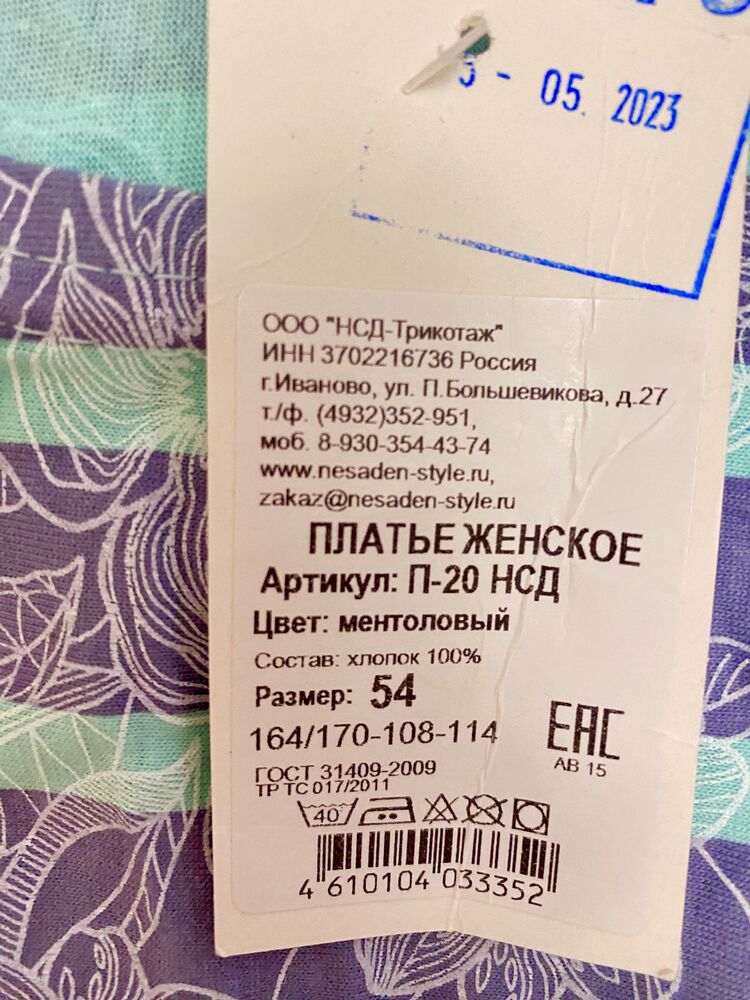 - 05. 2023
ООО "НСД-Трикотаж"
ИНН 3702216736 Россия
г.Иваново, ул. П.Большевикова, д.27
т./ф. (4932)352-951,
моб. 8-930-354-43-74
www.nesaden-style.ru,
zakaz@nesaden-style.ru
ПЛАТЬЕ ЖЕНСКОЕ
Артикул: П-20 НСД
Цвет: ментоловый
Состав: хлопок 100%
Размер: 54
164/170-108-114
ЕАС
АВ 15
ГОСТ 31409-2009
ТР ТС 017/2011
40
4 610104 033352